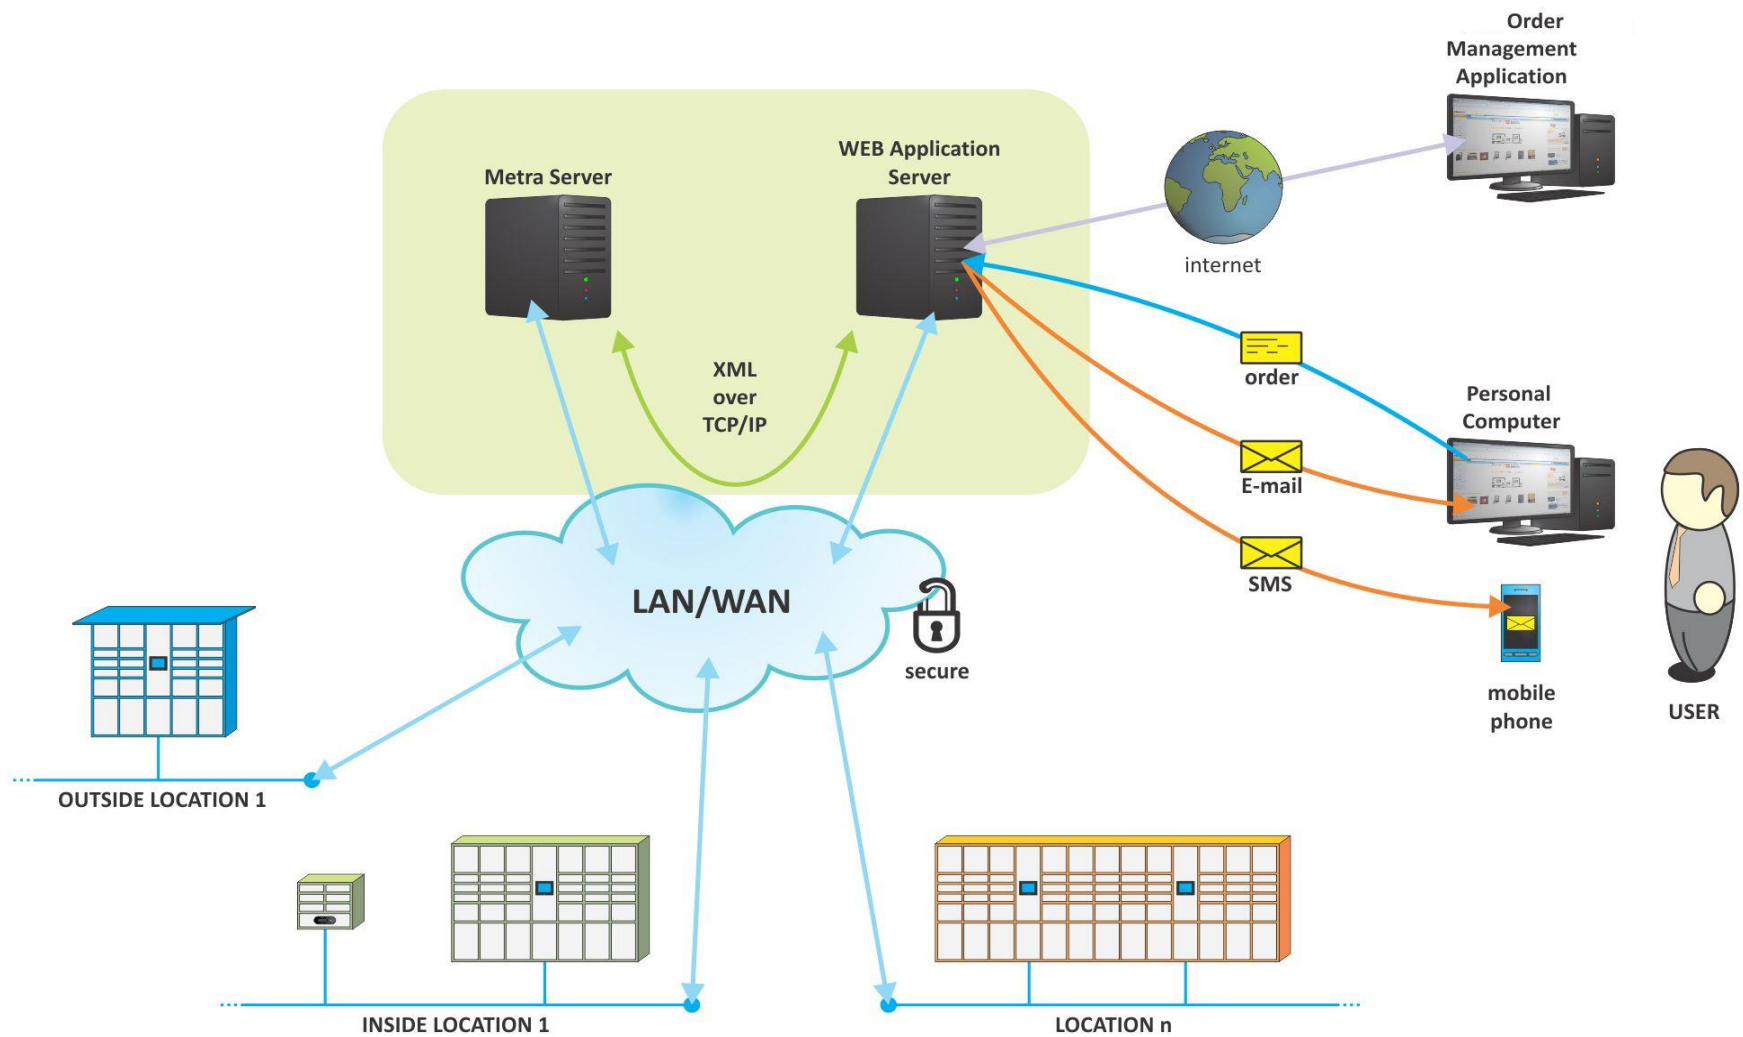 Order
Management
Application
WEB Application
Server
Metra Server
internet
XML
over
TCP/IP
order
Personal
Computer
E-mail
SMS
LAN/WAN
secure
mobile
phone
USER
OUTSIDE LOCATION 1
INSIDE LOCATION 1
LOCATION n